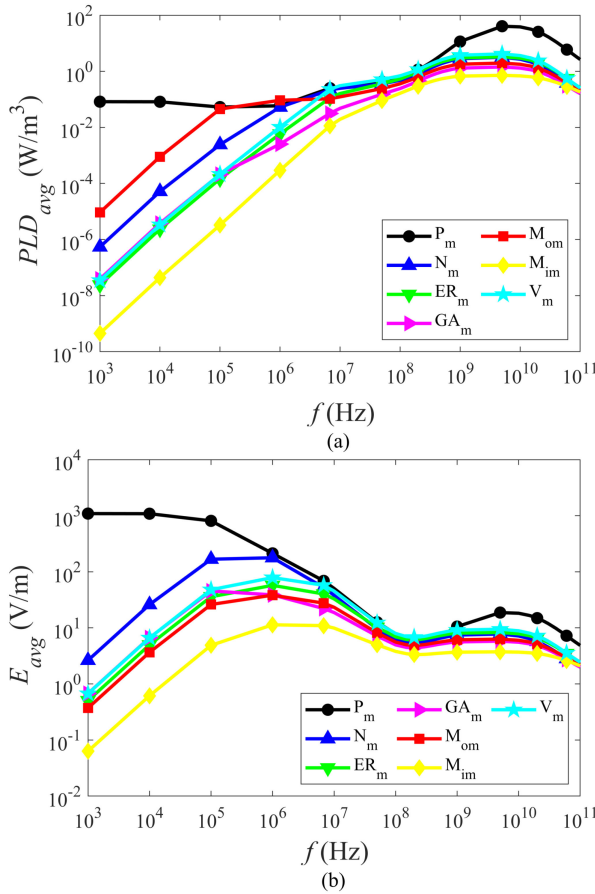 10^2
10^0
10^-2
10^-4
10^-6
10^-8
10^-10
PLD_avg (W/m^3)
P_m M_om
N_m M_im
ER_m V_m
GA_m
10^3 10^4 10^5 10^6 10^7 10^8 10^9 10^10 10^11
f (Hz)
(a)
10^4
10^3
10^2
10^1
10^0
10^-1
10^-2
E_avg (V/m)
P_m GA_m V_m
N_m M_om
ER_m M_im
10^3 10^4 10^5 10^6 10^7 10^8 10^9 10^10 10^11
f (Hz)
(b)